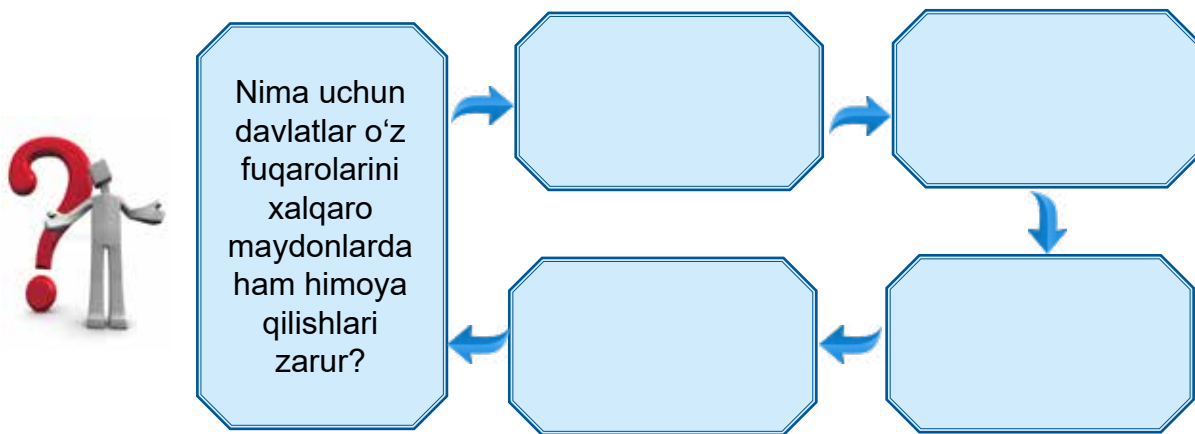 Nima uchun
davlatlar o‘z
fuqarolarini
xalqaro
maydonlarda
ham himoya
qilishlari
zarur?